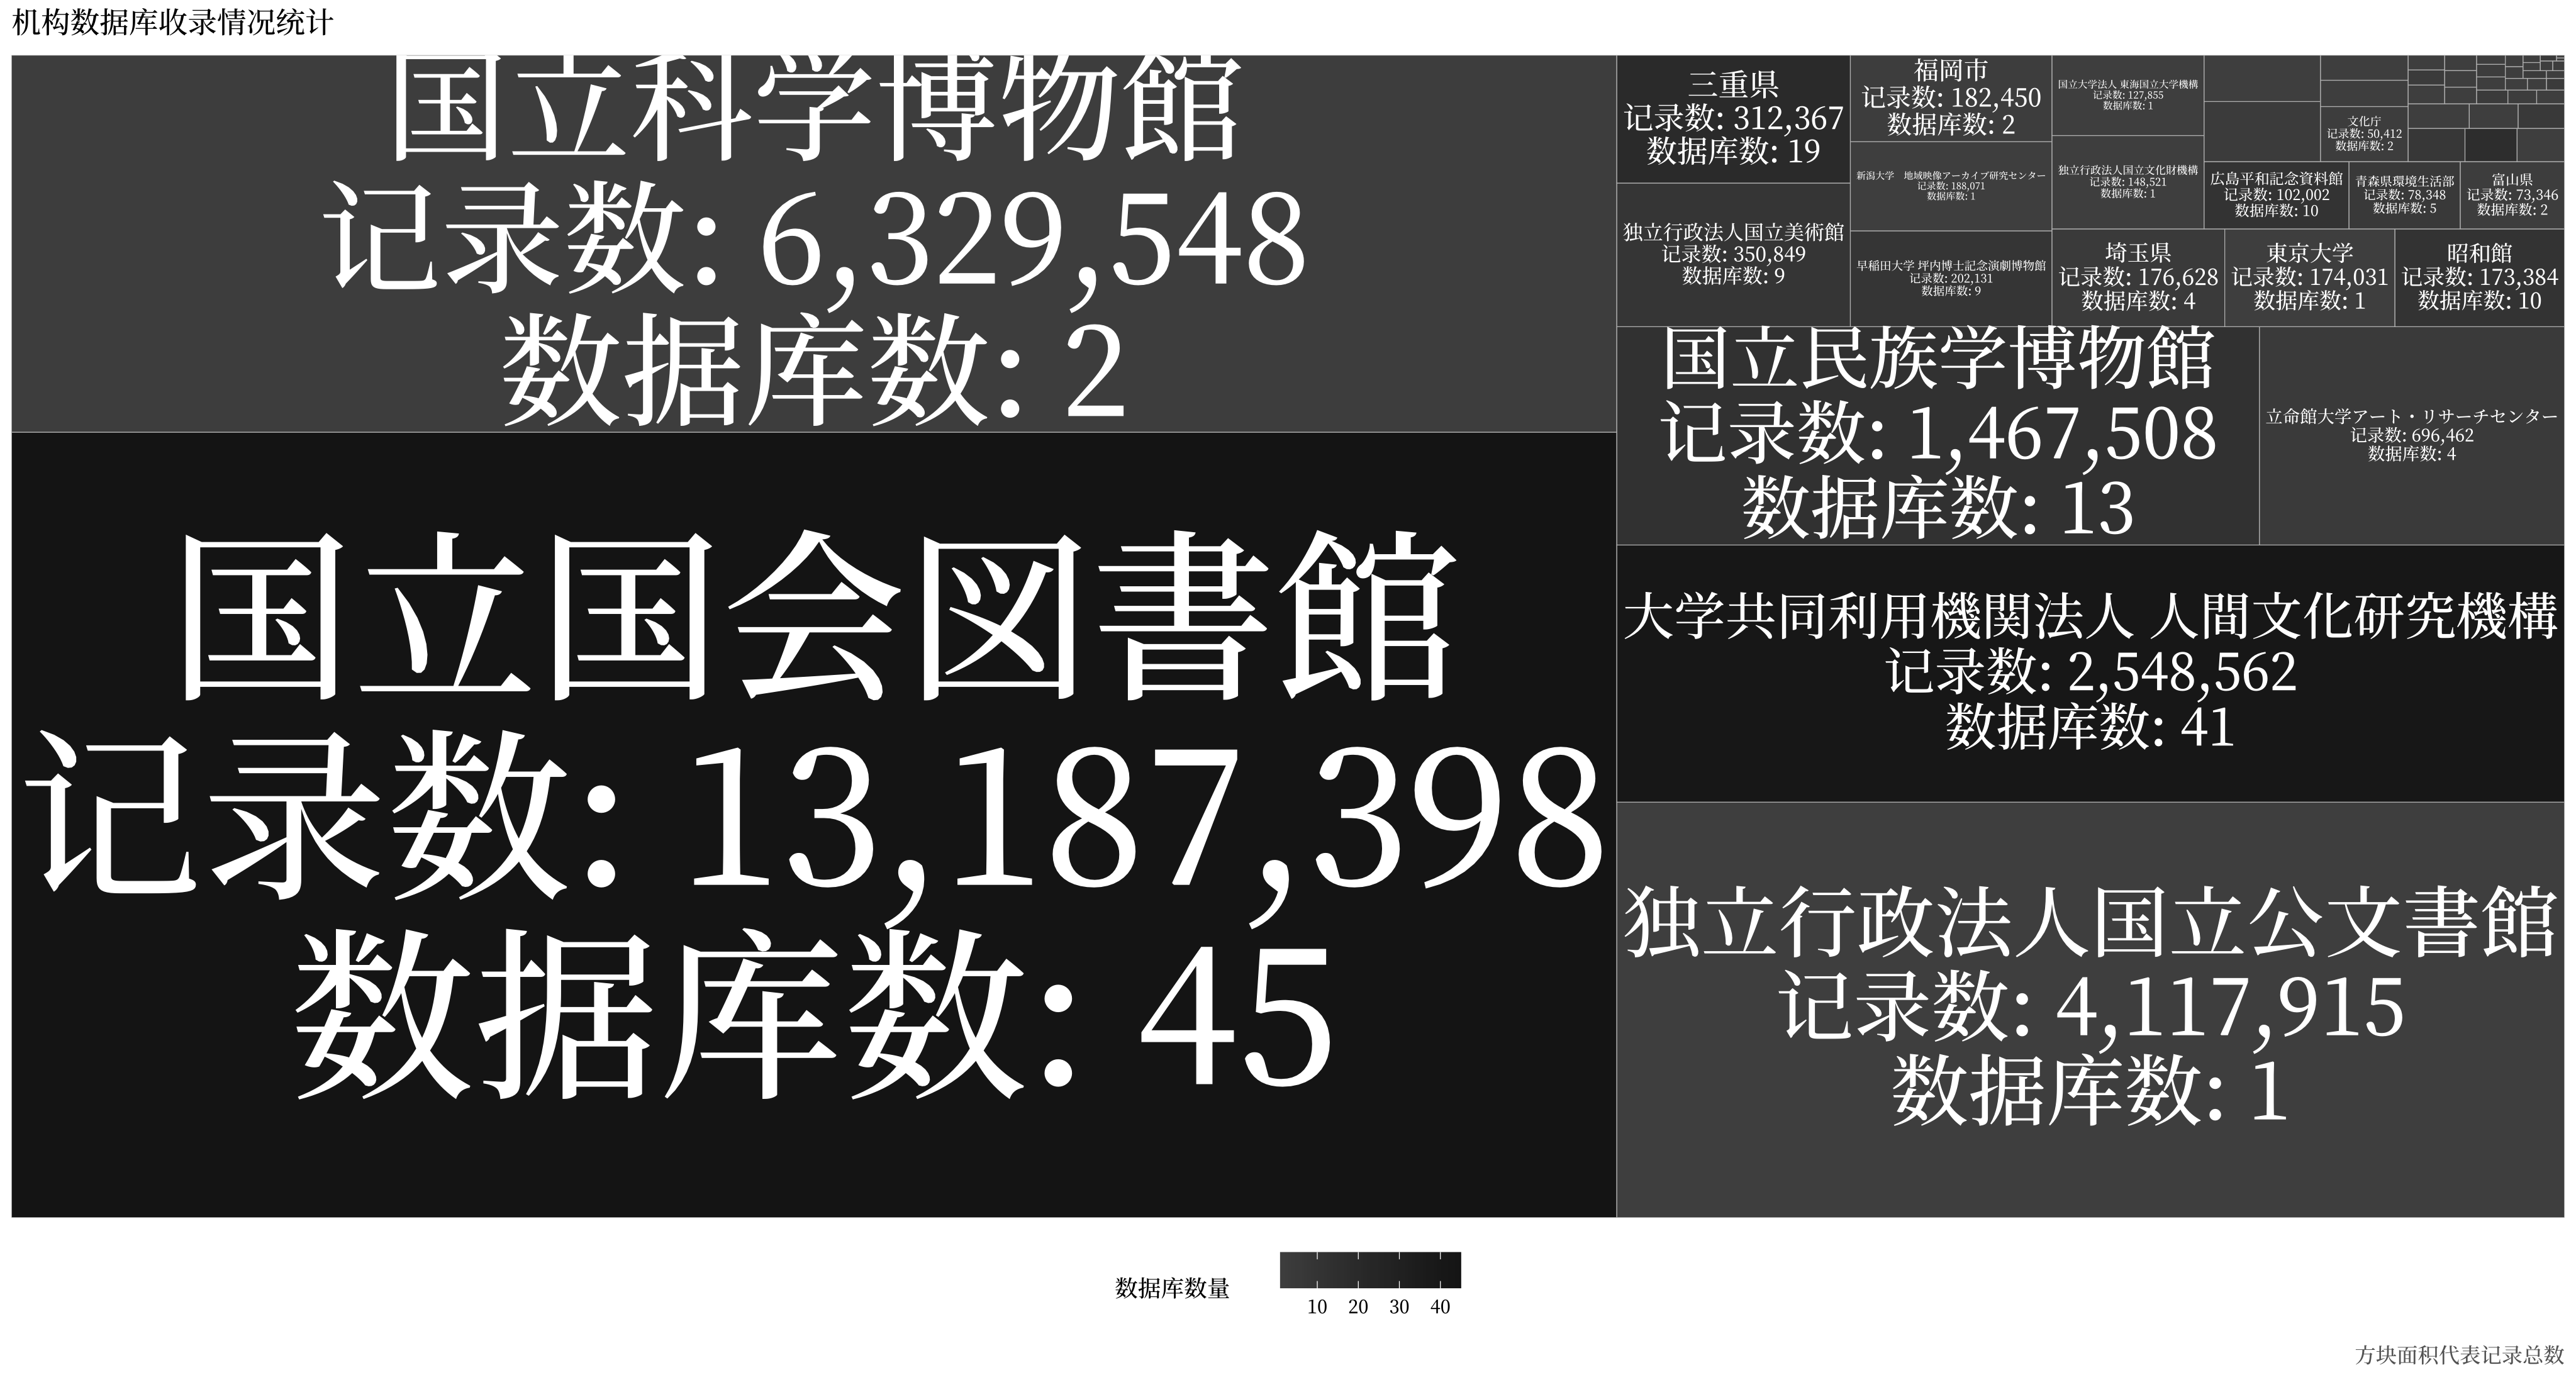 机构数据库收录情况统计
国立科学博物館
记录数: 6,329,548
数据库数: 2
国立国会図書館
记录数: 13,187,398
数据库数: 45
三重県
记录数: 312,367
数据库数: 19
独立行政法人国立美術館
记录数: 350,849
数据库数: 9
福岡市
记录数: 182,450
数据库数: 2
新潟大学　地域映像アーカイブ研究センター
记录数: 188,071
数据库数: 1
早稲田大学 坪内博士記念演劇博物館
记录数: 202,131
数据库数: 9
国立大学法人 東海国立大学機構
记录数: 127,855
数据库数: 1
独立行政法人国立文化財機構
记录数: 148,521
数据库数: 1
文化庁
记录数: 50,412
数据库数: 2
広島平和記念資料館
记录数: 102,002
数据库数: 10
青森県環境生活部
记录数: 78,348
数据库数: 5
富山県
记录数: 73,346
数据库数: 2
埼玉県
记录数: 176,628
数据库数: 4
東京大学
记录数: 174,031
数据库数: 1
昭和館
记录数: 173,384
数据库数: 10
国立民族学博物館
记录数: 1,467,508
数据库数: 13
立命館大学アート・リサーチセンター
记录数: 696,462
数据库数: 4
大学共同利用機関法人 人間文化研究機構
记录数: 2,548,562
数据库数: 41
独立行政法人国立公文書館
记录数: 4,117,915
数据库数: 1
数据库数量
10 20 30 40
方块面积代表记录总数